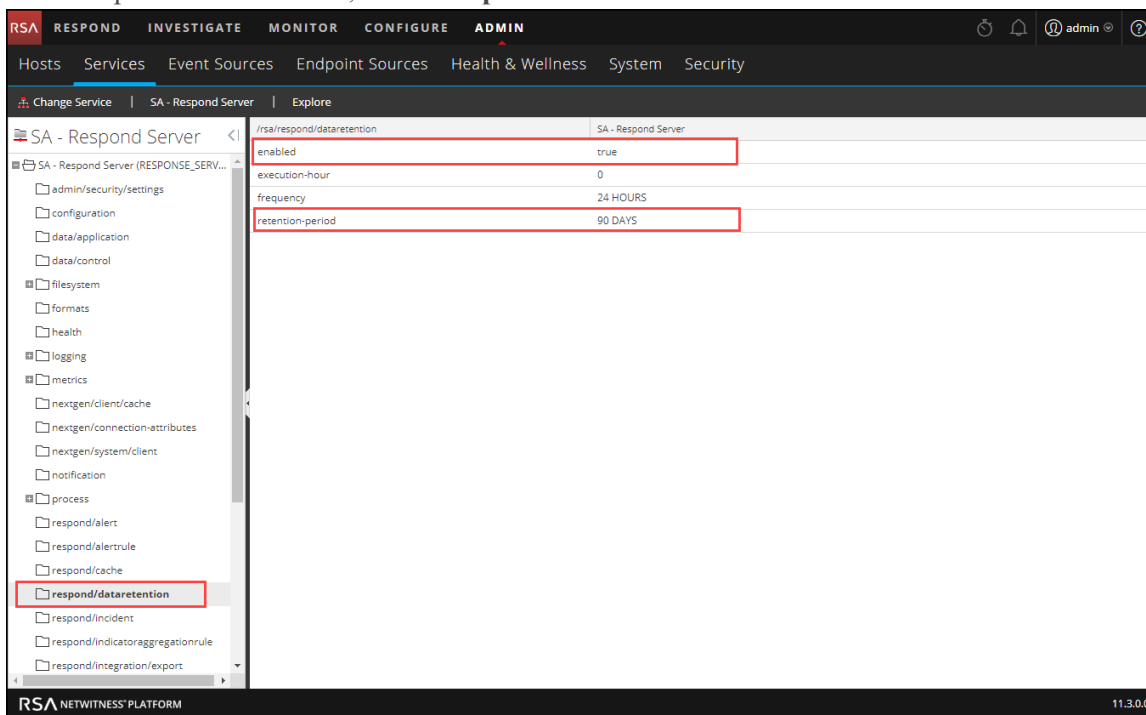 RSA RESPOND INVESTIGATE MONITOR CONFIGURE ADMIN admin
Hosts Services Event Sources Endpoint Sources Health & Wellness System Security
Change Service | SA - Respond Server | Explore
SA - Respond Server
SA - Respond Server (RESPONSE_SERV...
admin/security/settings
configuration
data/application
data/control
filesystem
formats
health
logging
metrics
nextgen/client/cache
nextgen/connection-attributes
nextgen/system/client
notification
process
respond/alert
respond/alertrule
respond/cache
respond/dataretention
respond/incident
respond/indicatoraggregationrule
respond/integration/export
/rsa/respond/dataretention SA - Respond Server
enabled true
execution-hour 0
frequency 24 HOURS
retention-period 90 DAYS
RSA NETWITNESS® PLATFORM 11.3.0.0